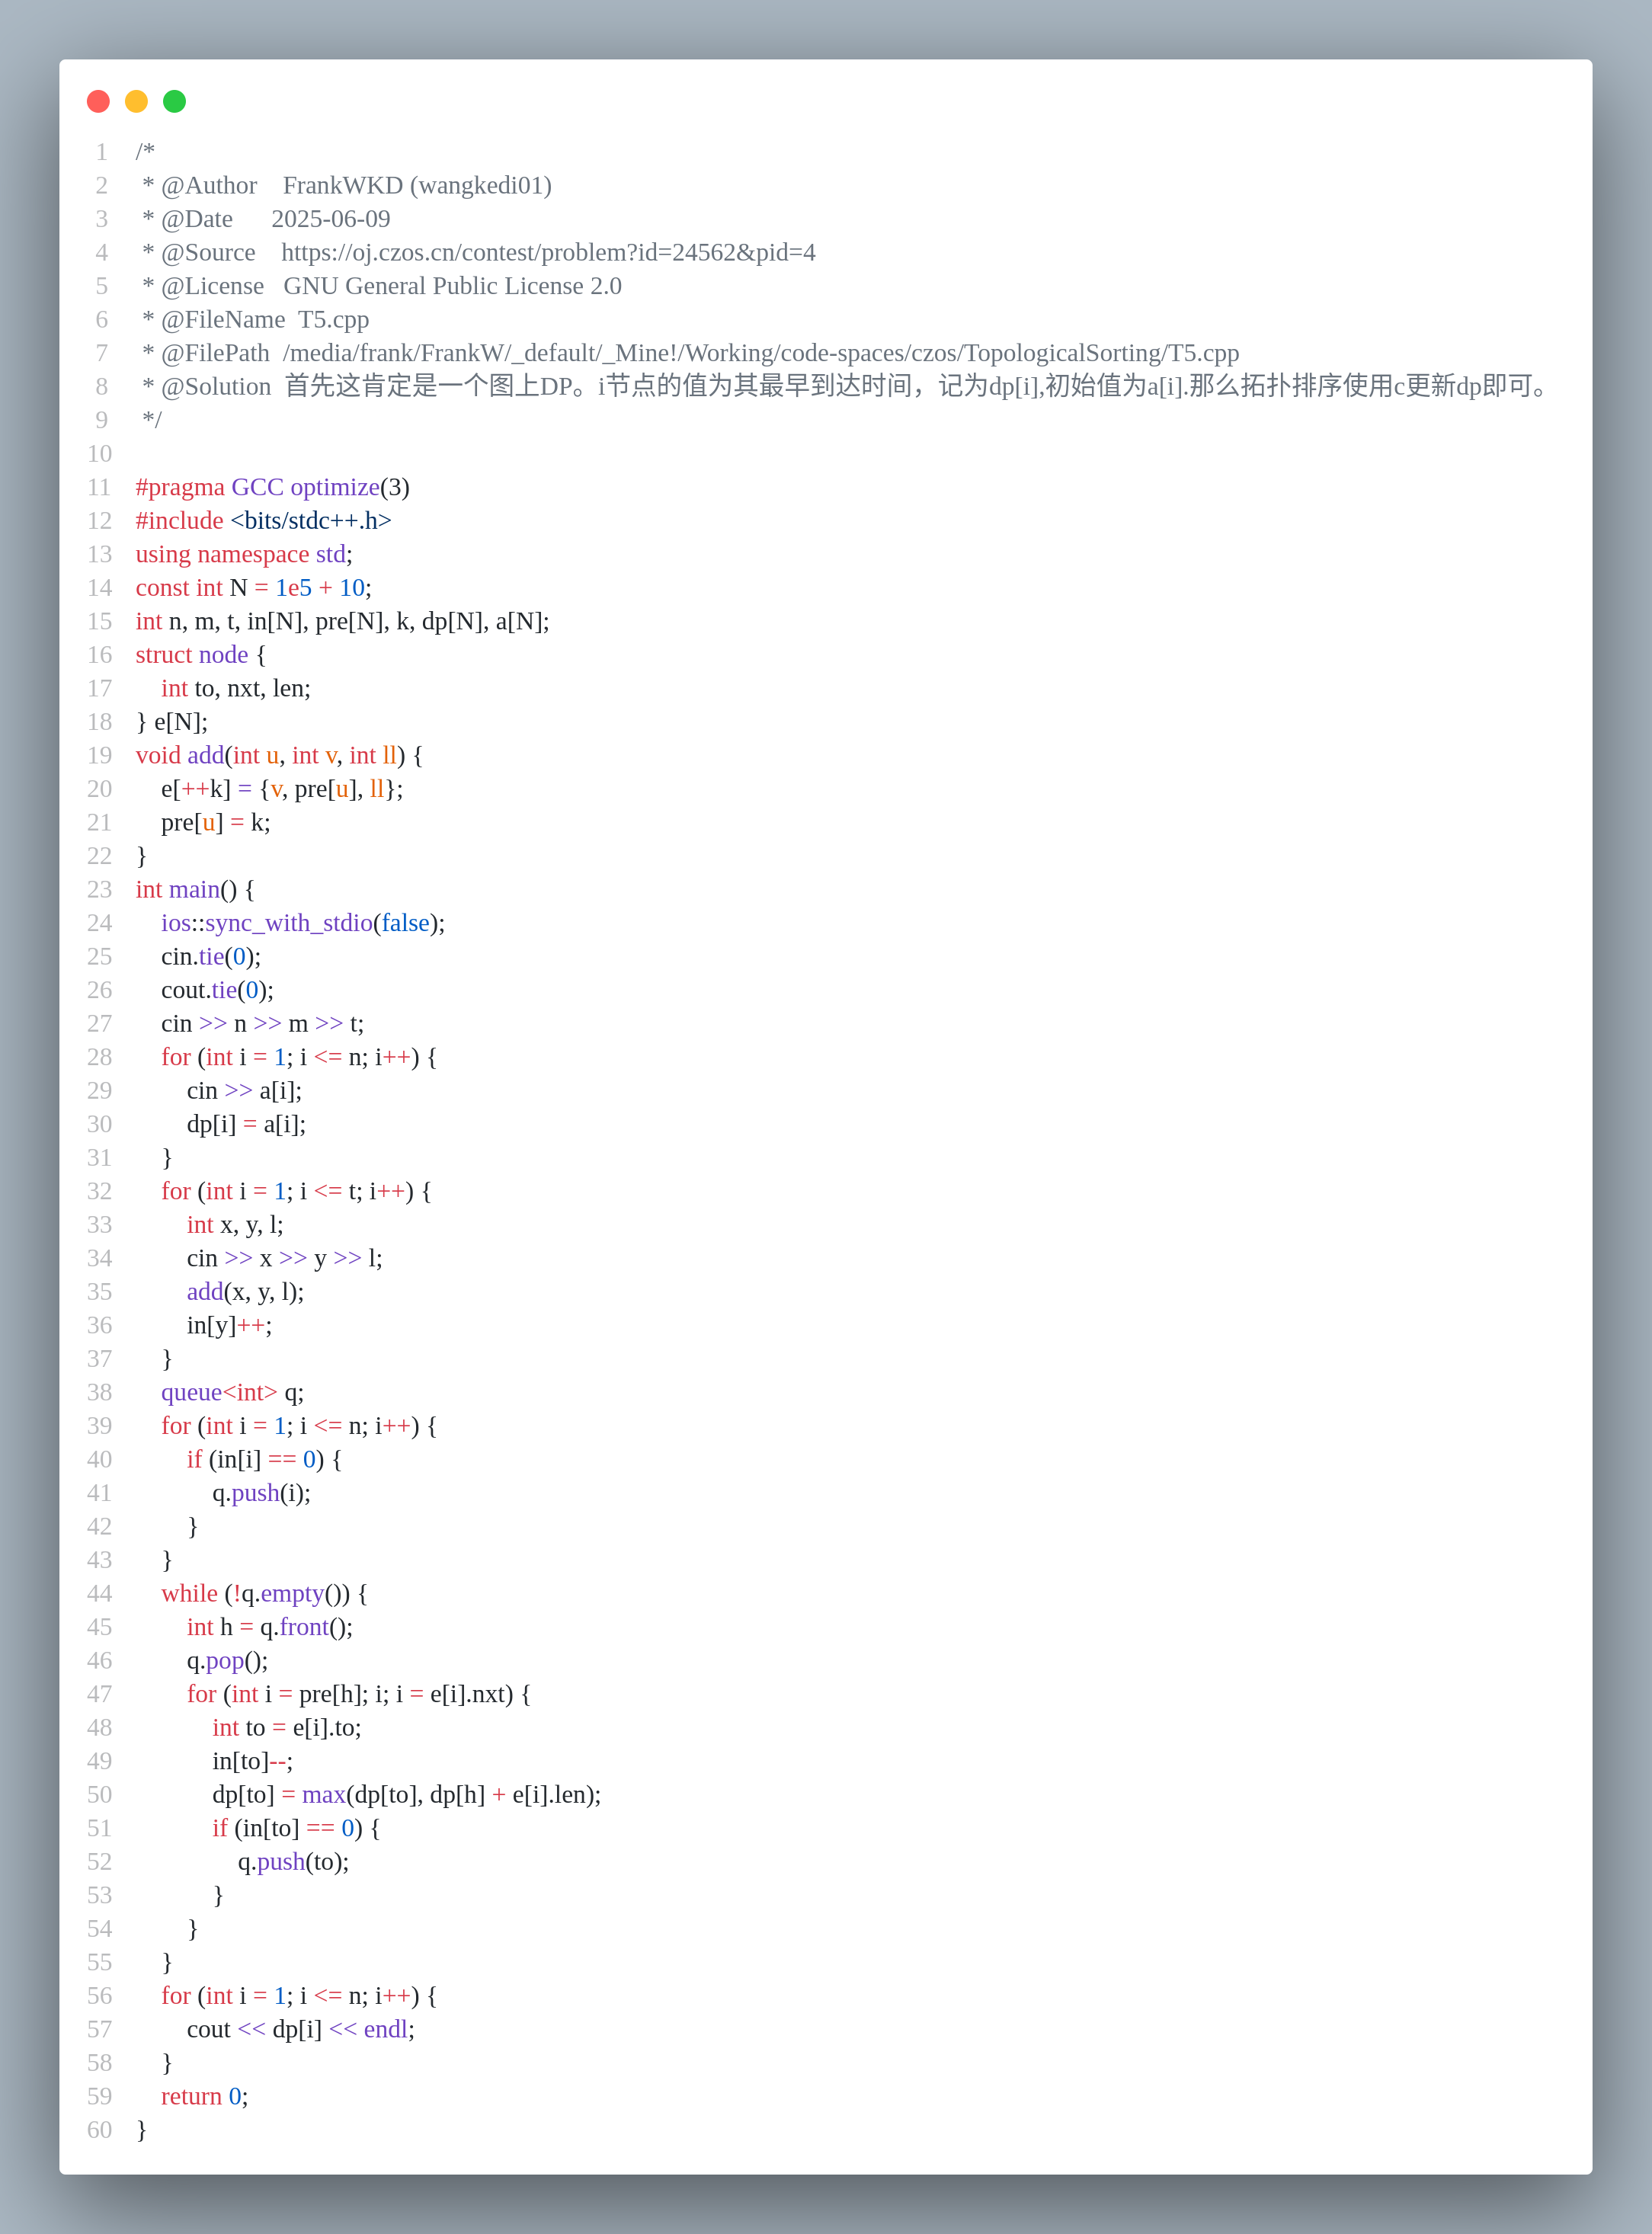 1 /*
2  * @Author    FrankWKD (wangkedi01)
3  * @Date      2025-06-09
4  * @Source    https://oj.czos.cn/contest/problem?id=24562&pid=4
5  * @License   GNU General Public License 2.0
6  * @FileName  T5.cpp
7  * @FilePath  /media/frank/FrankW/_default/_Mine!/Working/code-spaces/czos/TopologicalSorting/T5.cpp
8  * @Solution  首先这肯定是一个图上DP。i节点的值为其最早到达时间，记为dp[i],初始值为a[i].那么拓扑排序使用c更新dp即可。
9  */
10
11 #pragma GCC optimize(3)
12 #include <bits/stdc++.h>
13 using namespace std;
14 const int N = 1e5 + 10;
15 int n, m, t, in[N], pre[N], k, dp[N], a[N];
16 struct node {
17     int to, nxt, len;
18 } e[N];
19 void add(int u, int v, int ll) {
20     e[++k] = {v, pre[u], ll};
21     pre[u] = k;
22 }
23 int main() {
24     ios::sync_with_stdio(false);
25     cin.tie(0);
26     cout.tie(0);
27     cin >> n >> m >> t;
28     for (int i = 1; i <= n; i++) {
29         cin >> a[i];
30         dp[i] = a[i];
31     }
32     for (int i = 1; i <= t; i++) {
33         int x, y, l;
34         cin >> x >> y >> l;
35         add(x, y, l);
36         in[y]++;
37     }
38     queue<int> q;
39     for (int i = 1; i <= n; i++) {
40         if (in[i] == 0) {
41             q.push(i);
42         }
43     }
44     while (!q.empty()) {
45         int h = q.front();
46         q.pop();
47         for (int i = pre[h]; i; i = e[i].nxt) {
48             int to = e[i].to;
49             in[to]--;
50             dp[to] = max(dp[to], dp[h] + e[i].len);
51             if (in[to] == 0) {
52                 q.push(to);
53             }
54         }
55     }
56     for (int i = 1; i <= n; i++) {
57         cout << dp[i] << endl;
58     }
59     return 0;
60 }